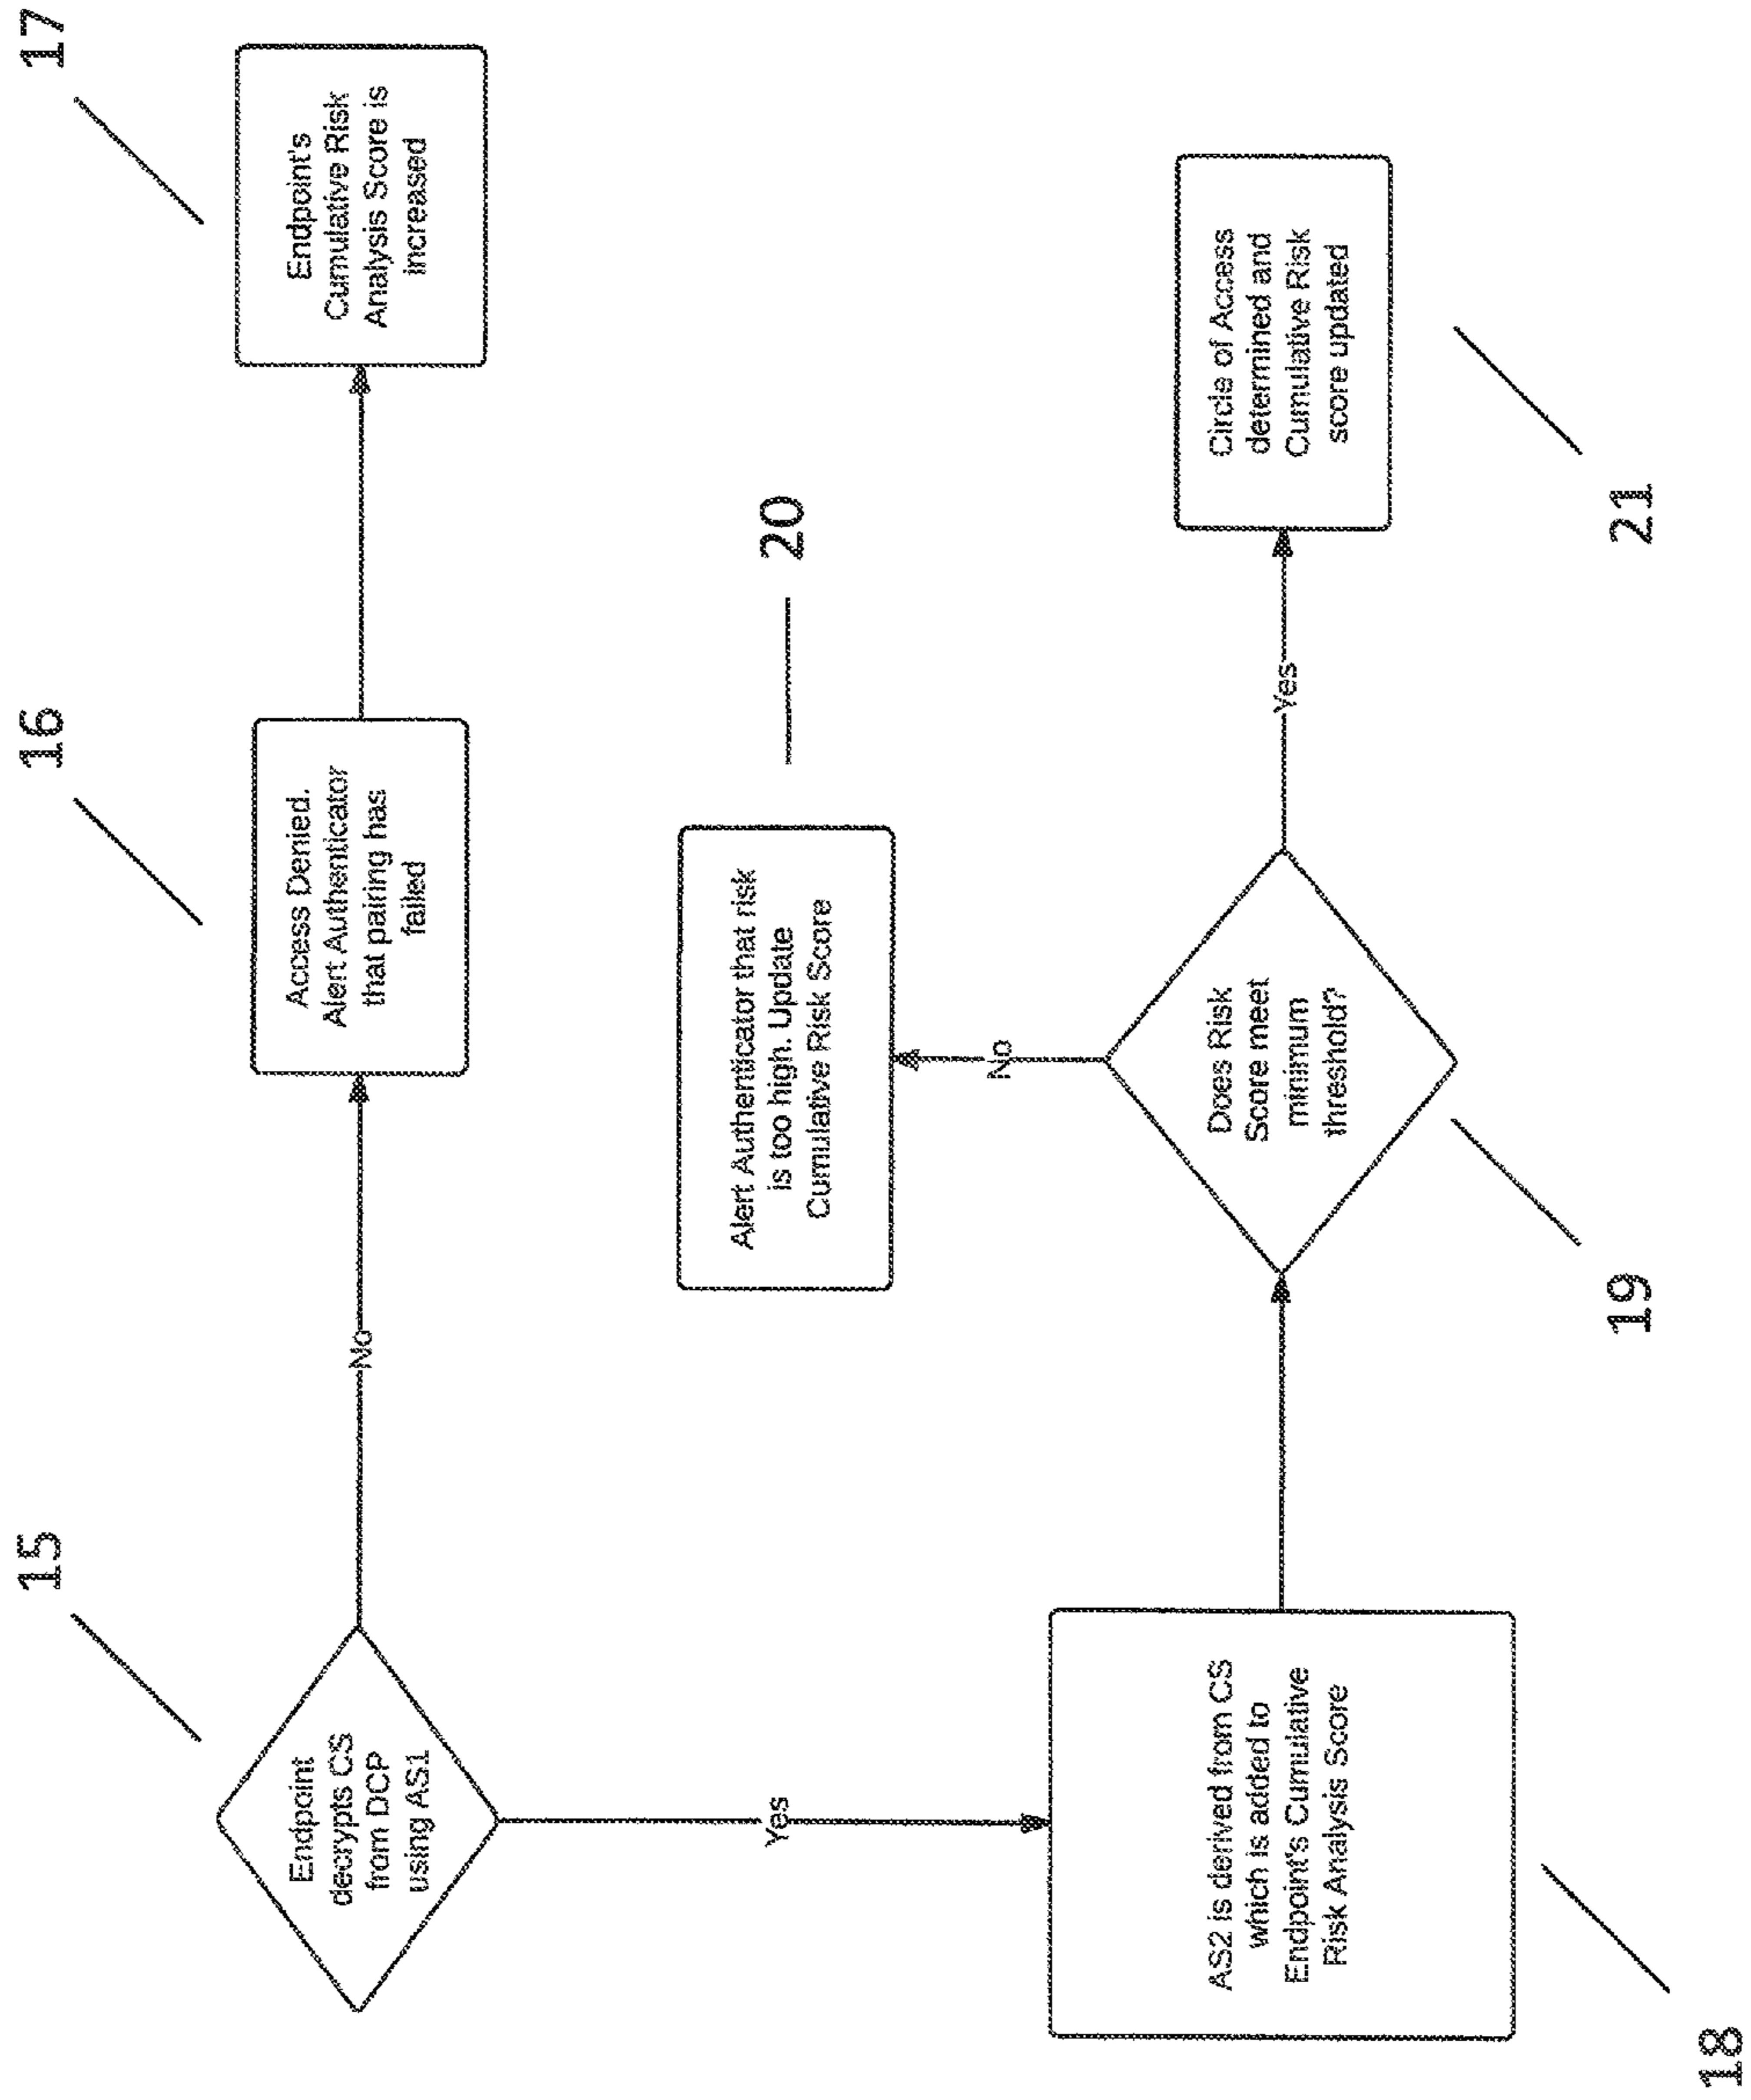 15
Endpoint
decrypts CS
from DCP
using AS1
No
16
Access Denied.
Alert Authenticator
that pairing has
failed
17
Endpoint's
Cumulative Risk
Analysis Score is
increased
Yes
20
Alert Authenticator that risk
is too high. Update
Cumulative Risk Score
No
AS2 is derived from CS
which is added to
Endpoint's Cumulative
Risk Analysis Score
18
Does Risk
Score meet
minimum
threshold?
19
Yes
Circle of Access
determined and
Cumulative Risk
score updated
21